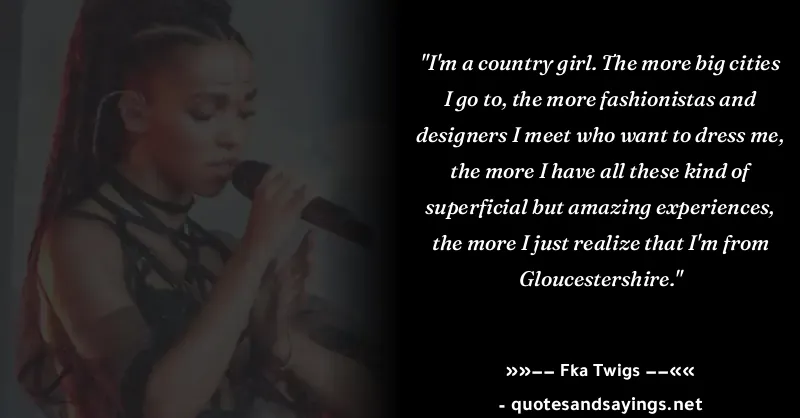 "I'm a country girl. The more big cities
I go to, the more fashionistas and
designers I meet who want to dress me,
the more I have all these kind of
superficial but amazing experiences,
the more I just realize that I'm from
Gloucestershire."
»»−− Fka Twigs −−««
- quotesandsayings.net